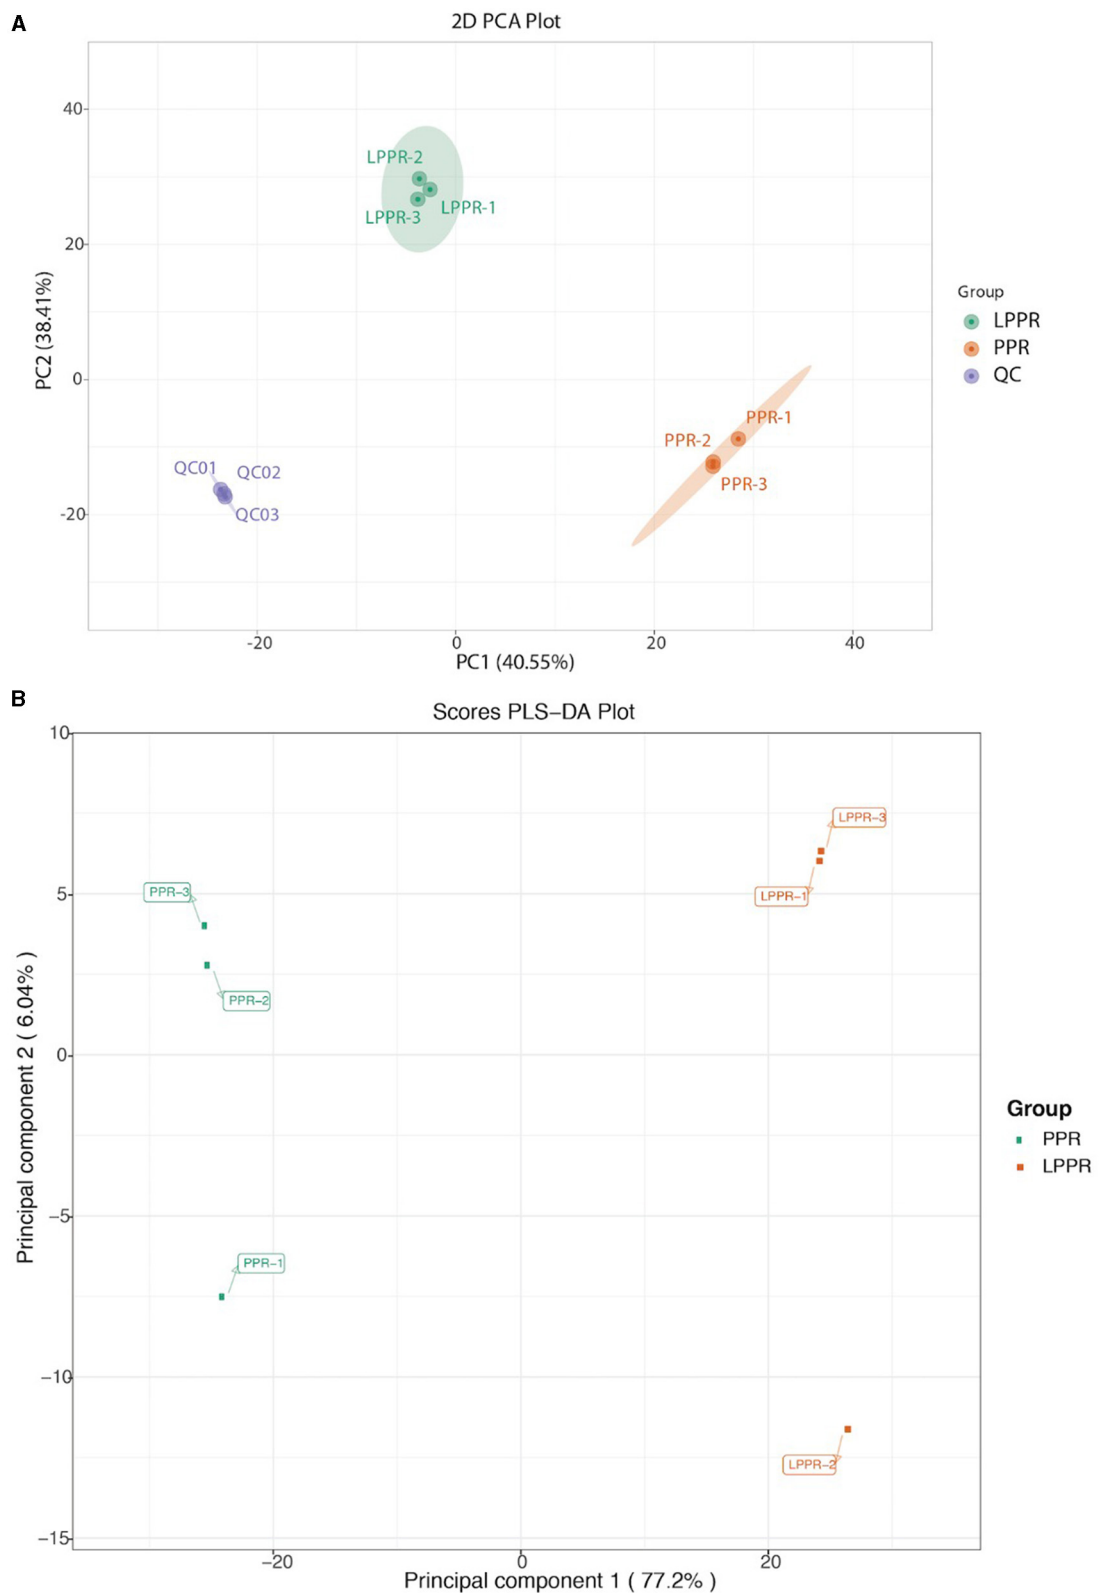 A
2D PCA Plot
40
20
0
-20
PC2 (38.41%)
LPPR-2
LPPR-1
LPPR-3
PPR-1
PPR-2
PPR-3
QC01
QC02
QC03
-20
0
20
40
PC1 (40.55%)
Group
LPPR
PPR
QC
B
Scores PLS–DA Plot
10
5
0
−5
−10
−15
Principal component 2 ( 6.04% )
LPPR−3
LPPR−1
PPR−3
PPR−2
PPR−1
LPPR−2
−20
0
20
Principal component 1 ( 77.2% )
Group
PPR
LPPR